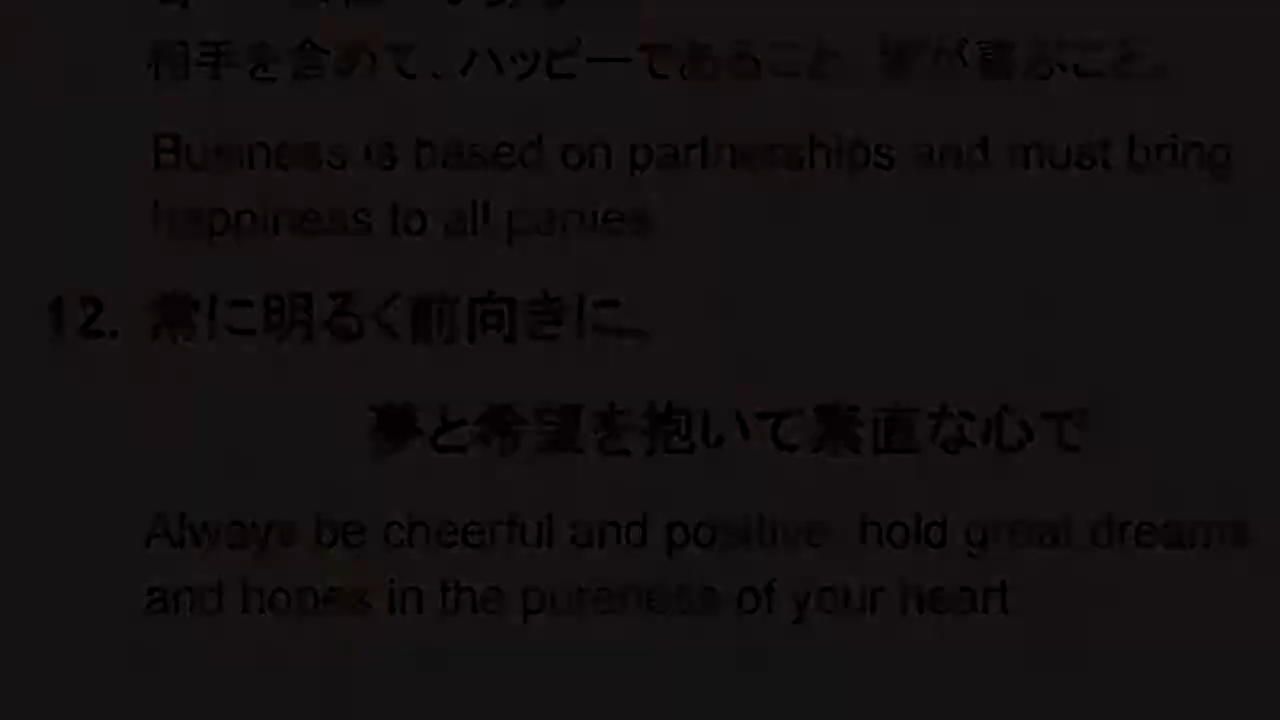 相手を含めて、ハッピーであること、皆が喜ぶこと。
Business is based on partnerships and must bring
happiness to all parties
12. 常に明るく前向きに、
夢と希望を抱いて素直な心で
Always be cheerful and positive, hold great dreams
and hopes in the pureness of your heart